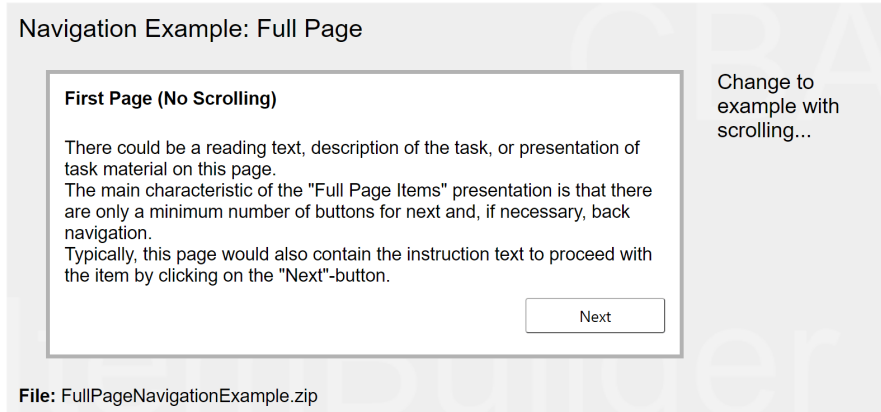 Navigation Example: Full Page
First Page (No Scrolling)
There could be a reading text, description of the task, or presentation of
task material on this page.
The main characteristic of the "Full Page Items" presentation is that there
are only a minimum number of buttons for next and, if necessary, back
navigation.
Typically, this page would also contain the instruction text to proceed with
the item by clicking on the "Next"-button.
Next
Change to
example with
scrolling...
CBA
ItemBuilder
File: FullPageNavigationExample.zip